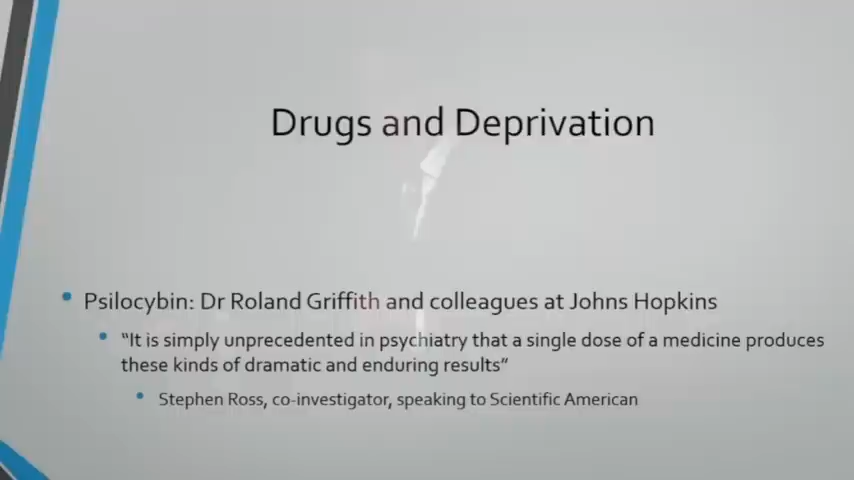 Drugs and Deprivation
Psilocybin: Dr Roland Griffith and colleagues at Johns Hopkins
“It is simply unprecedented in psychiatry that a single dose of a medicine produces
these kinds of dramatic and enduring results“
Stephen Ross, co-investigator, speaking to Scientific American